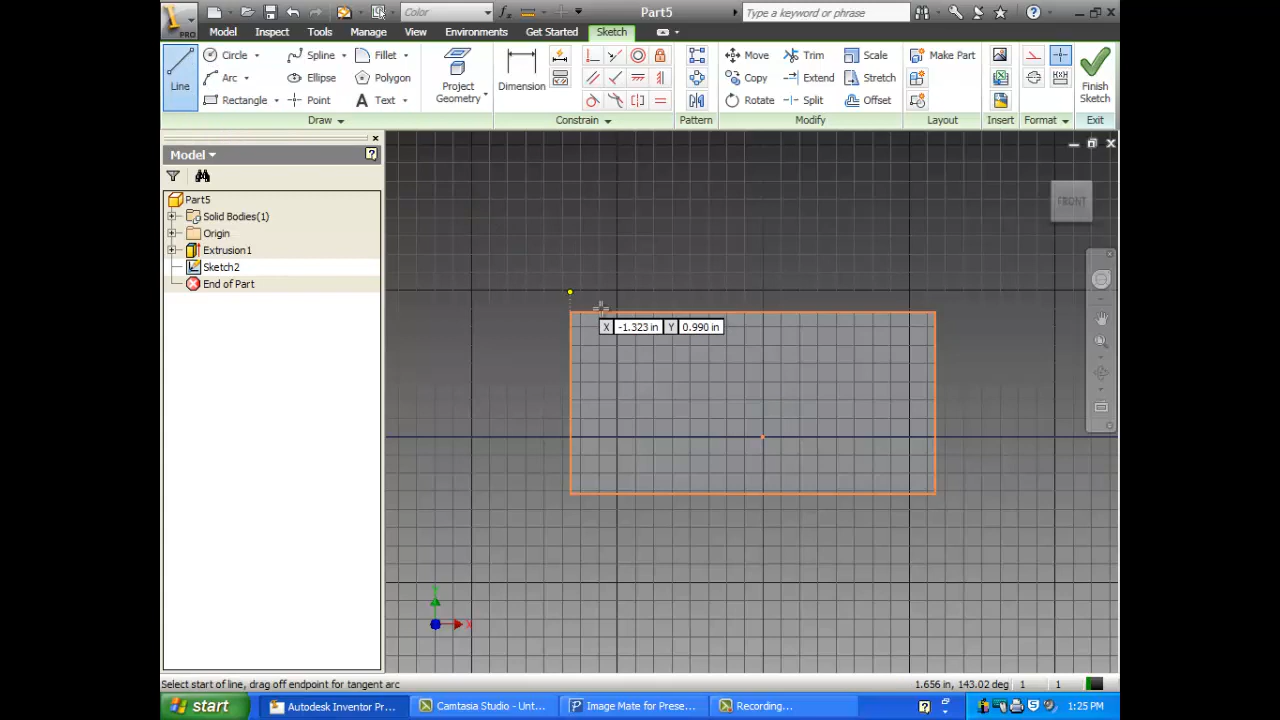 PRO
Color
Part5
Type a keyword or phrase
Model Inspect Tools Manage View Environments Get Started Sketch
Line
Circle
Arc
Rectangle
Spline
Ellipse
Point
Fillet
Polygon
Text
Draw
Project
Geometry
Dimension
Constrain
Pattern
Move
Copy
Rotate
Trim
Extend
Split
Scale
Stretch
Offset
Modify
Make Part
Layout
Insert
Format
Finish
Sketch
Exit
Model
Part5
Solid Bodies(1)
Origin
Extrusion1
Sketch2
End of Part
FRONT
X -1.323 in Y 0.990 in
X
Select start of line, drag off endpoint for tangent arc
1.656 in, 143.02 deg 1 1
start
Autodesk Inventor Pr...
Camtasia Studio - Unt...
Image Mate for Prese...
Recording...
1:25 PM